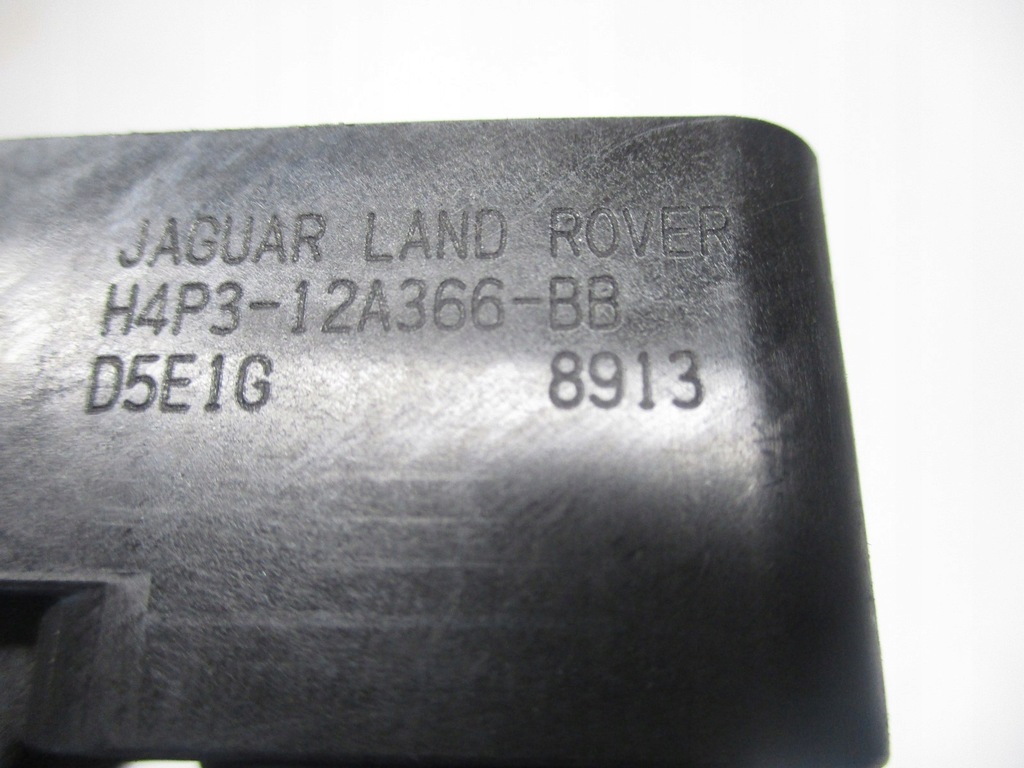 JAGUAR LAND ROVER
H4P3-12A366-BB
D5E1G 8913